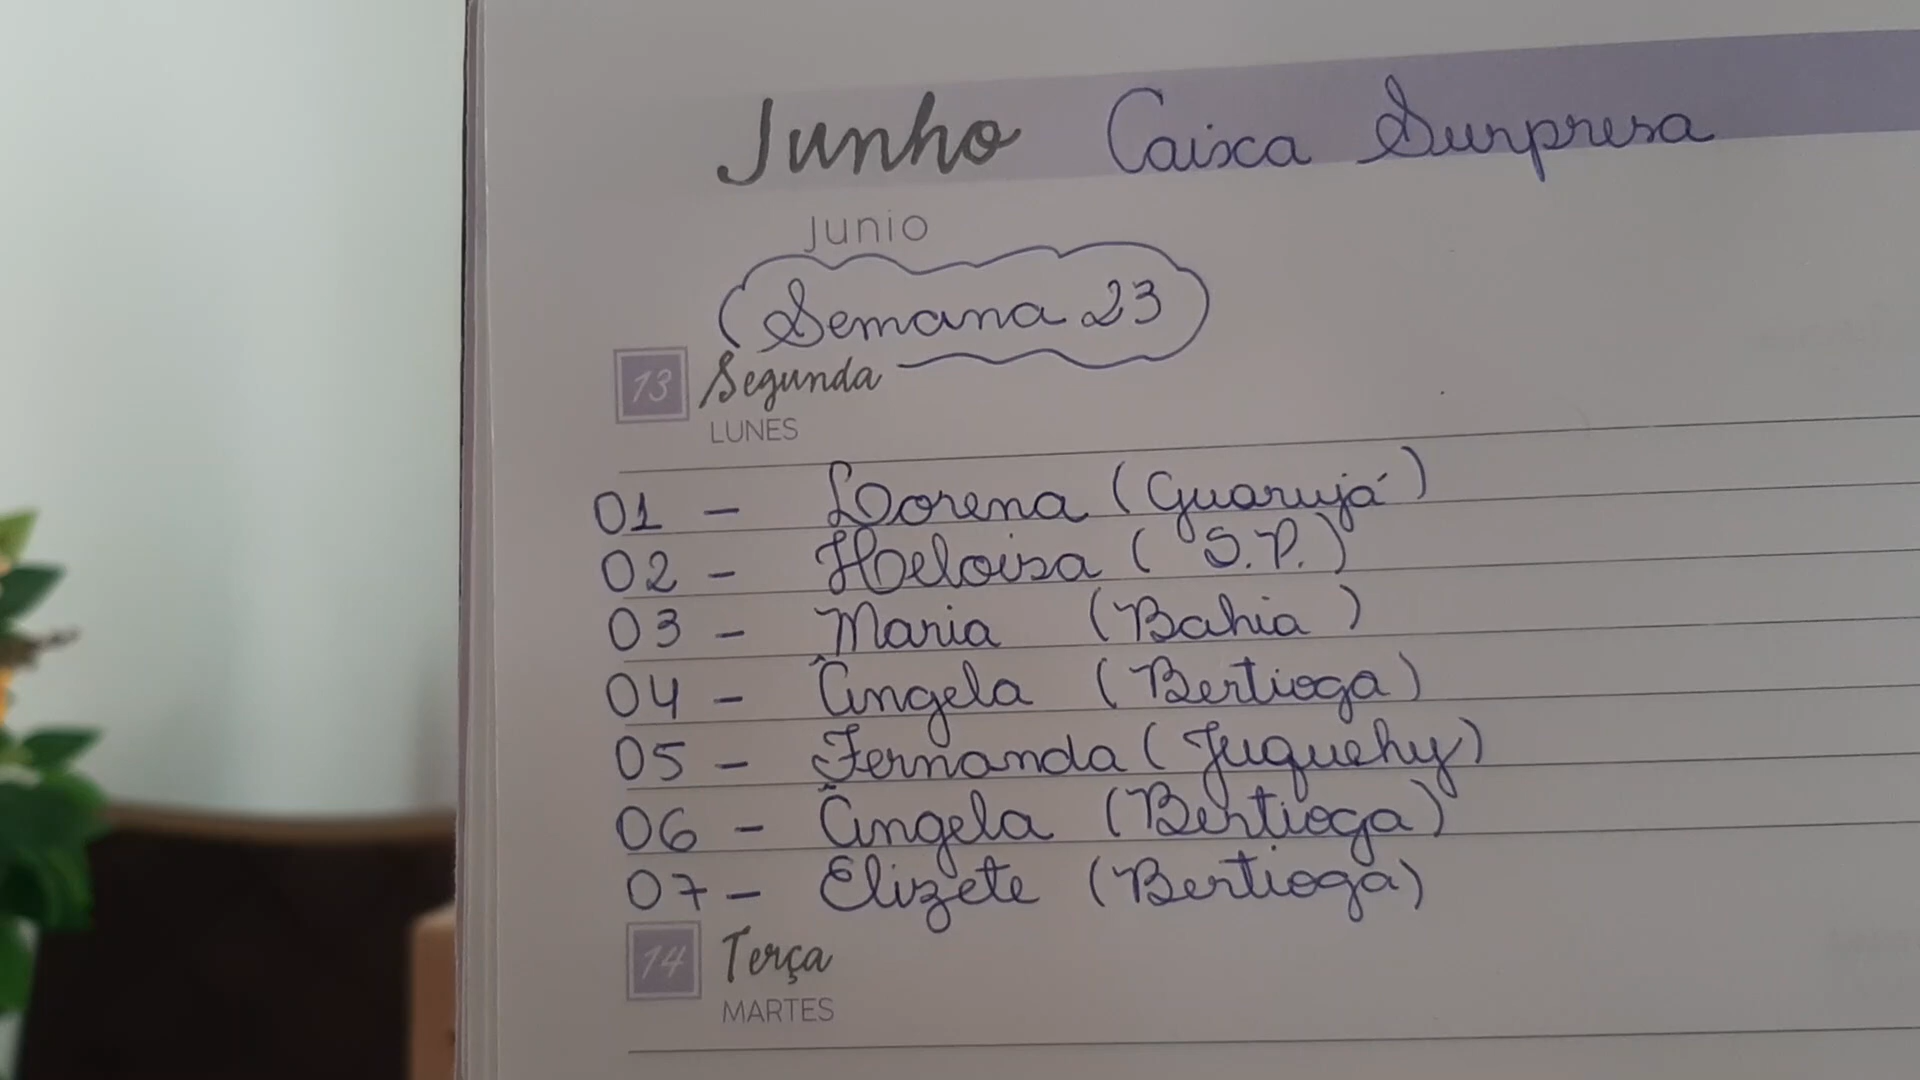 Junho Caixa Surpresa
Junio
Semana 23
13 Segunda
LUNES
01 - Lorena (Guarujá)
02 - Heloisa ( S.P. )
03 - Maria (Bahia )
04 - Ângela (Bertioga)
05 - Fernanda (Juquehy)
06 - Ângela (Bertioga)
07 - Elizete (Bertioga)
14 Terça
MARTES